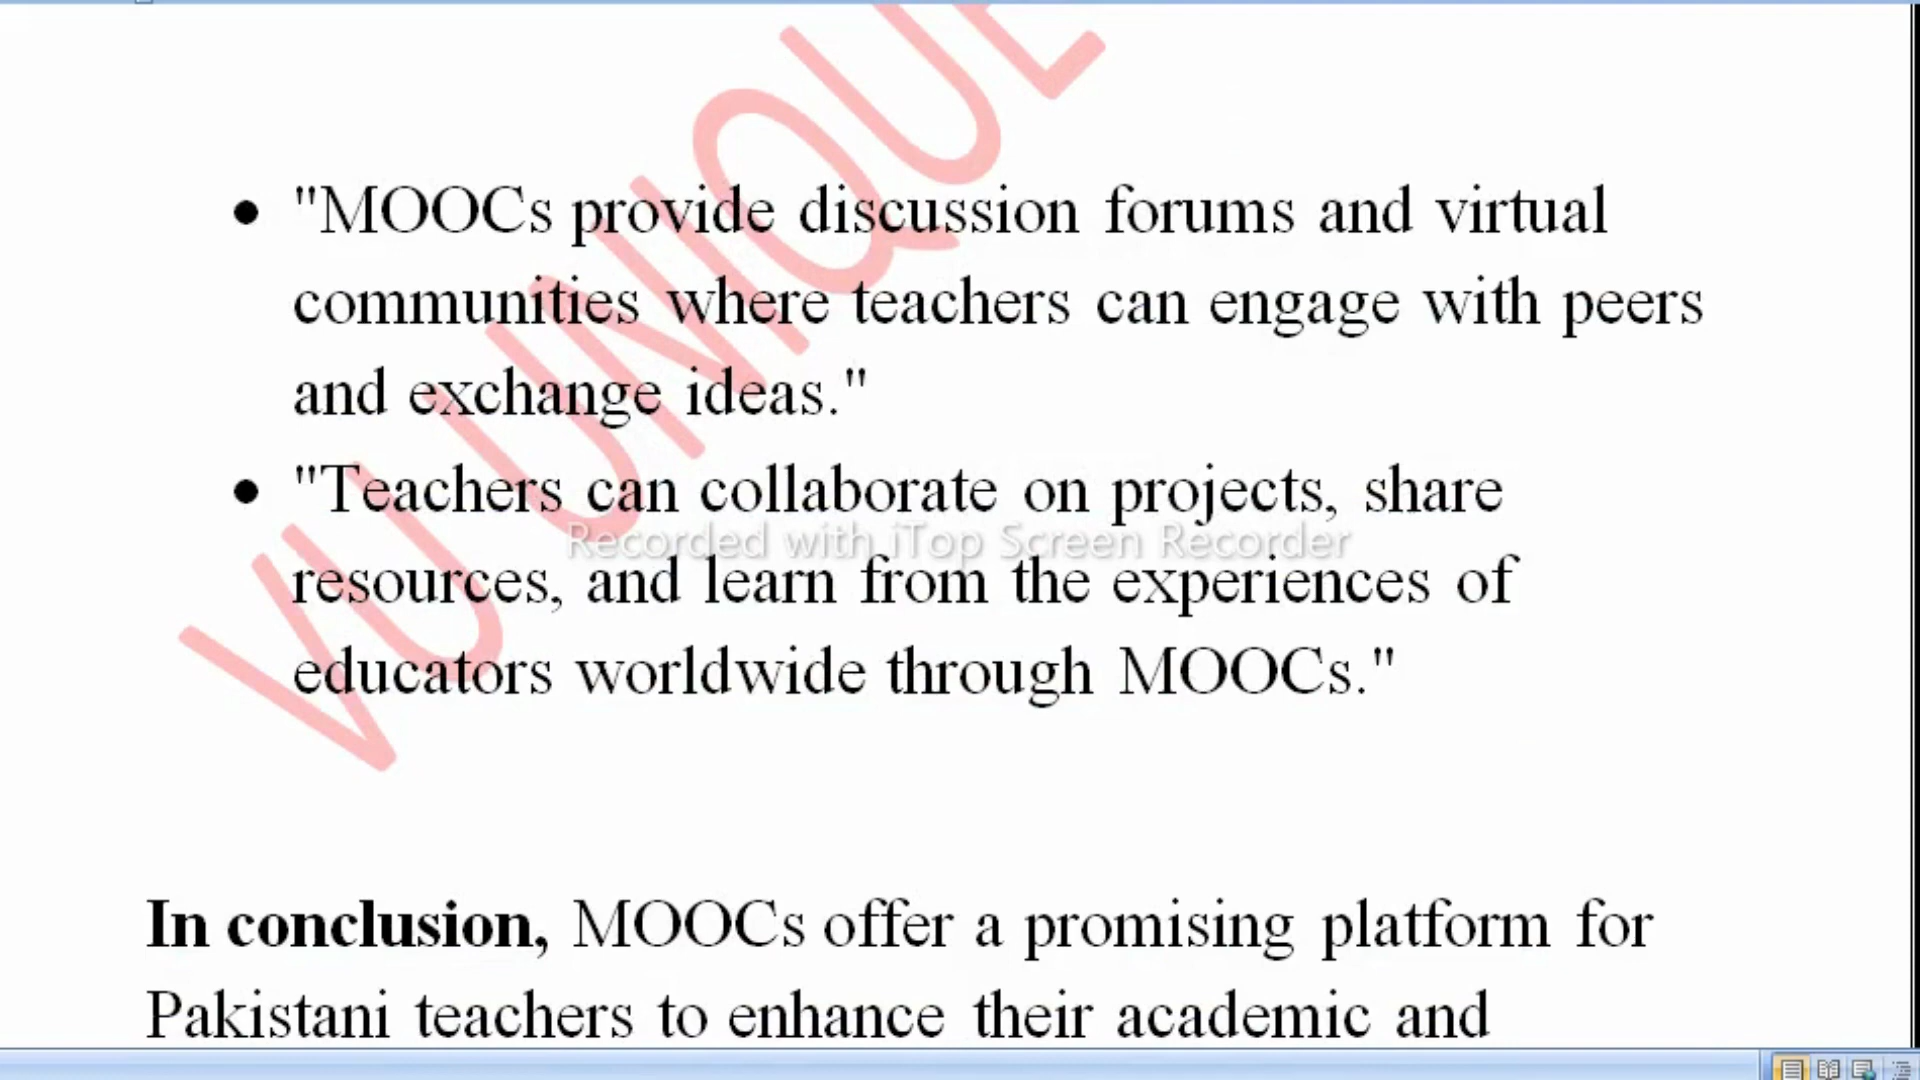 "MOOCs provide discussion forums and virtual
communities where teachers can engage with peers
and exchange ideas."
"Teachers can collaborate on projects, share
Recorded with iTop Screen Recorder
resources, and learn from the experiences of
educators worldwide through MOOCs."
In conclusion, MOOCs offer a promising platform for
Pakistani teachers to enhance their academic and
VU UNIQUE